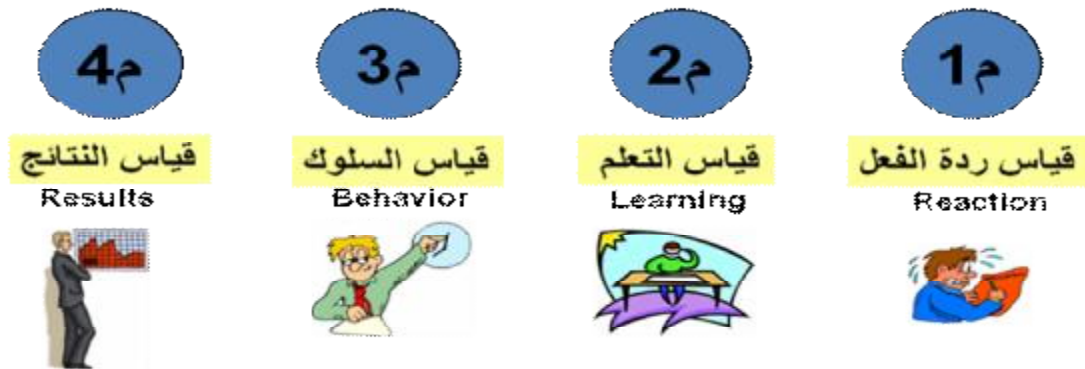 م1
م2
م3
م4
قياس ردة الفعل
قياس التعلم
قياس السلوك
قياس النتائج
Reaction
Learning
Behavior
Results